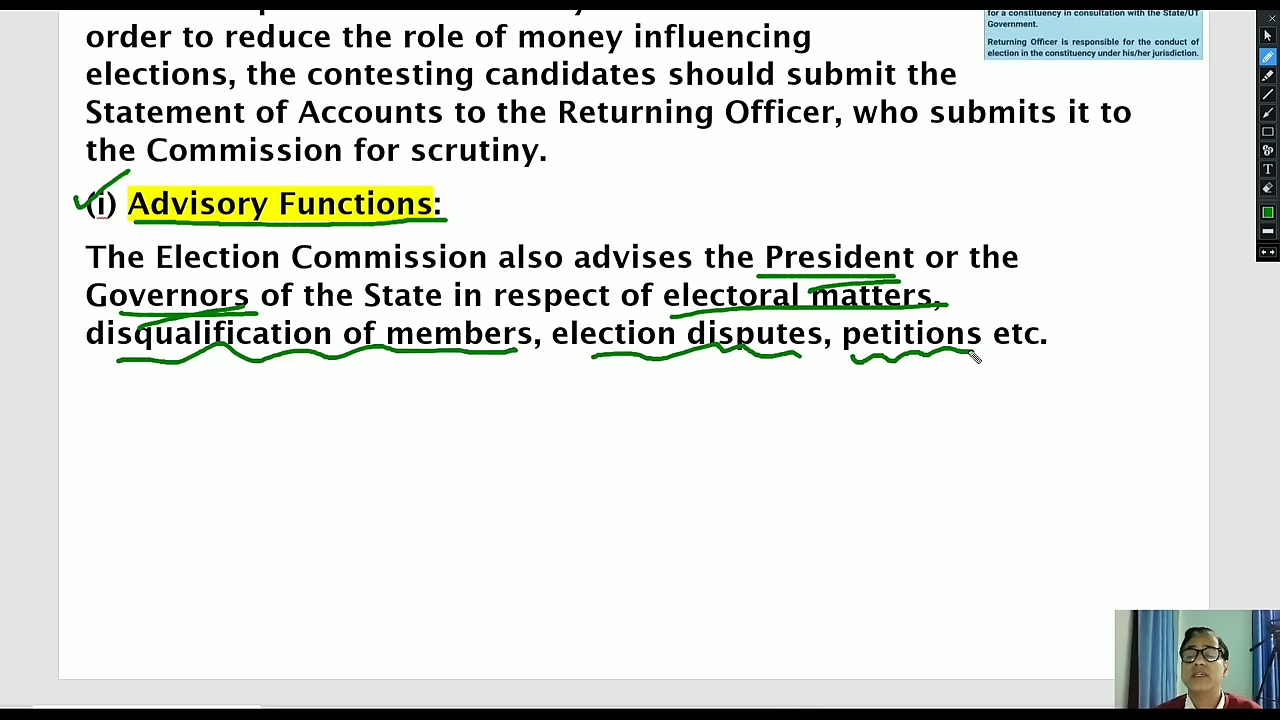 for a constituency in consultation with the State/UT
Government.
Returning Officer is responsible for the conduct of
election in the constituency under his/her jurisdiction.
order to reduce the role of money influencing
elections, the contesting candidates should submit the
Statement of Accounts to the Returning Officer, who submits it to
the Commission for scrutiny.
(i) Advisory Functions:
The Election Commission also advises the President or the
Governors of the State in respect of electoral matters,
disqualification of members, election disputes, petitions etc.
T